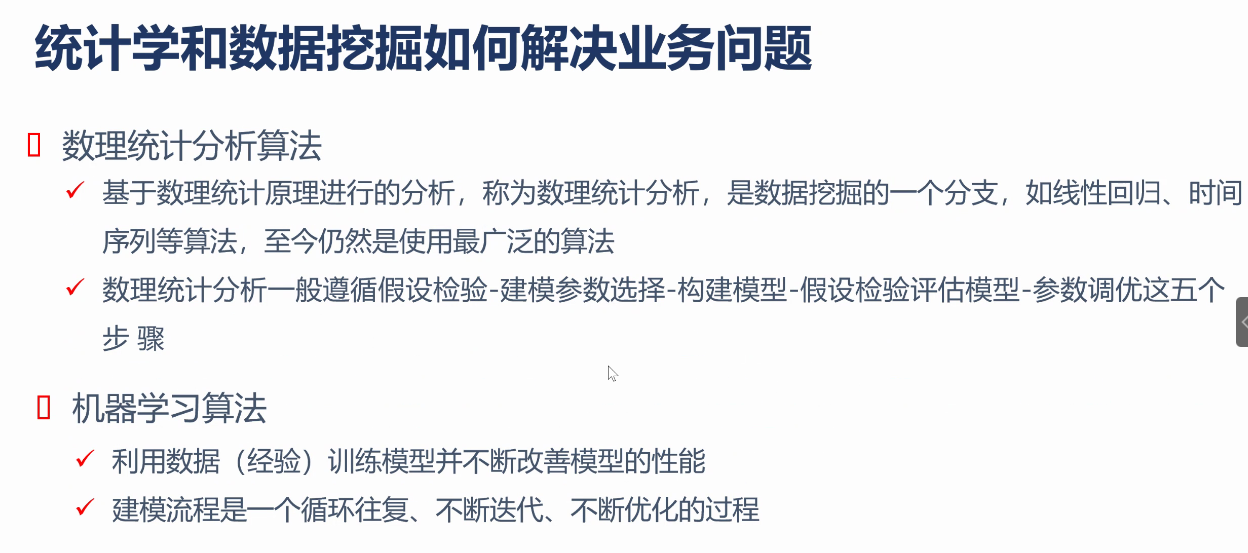 统计学和数据挖掘如何解决业务问题
数理统计分析算法
✓ 基于数理统计原理进行的分析，称为数理统计分析，是数据挖掘的一个分支，如线性回归、时间
序列等算法，至今仍然是使用最广泛的算法
✓ 数理统计分析一般遵循假设检验-建模参数选择-构建模型-假设检验评估模型-参数调优这五个
步 骤
机器学习算法
✓ 利用数据（经验）训练模型并不断改善模型的性能
✓ 建模流程是一个循环往复、不断迭代、不断优化的过程